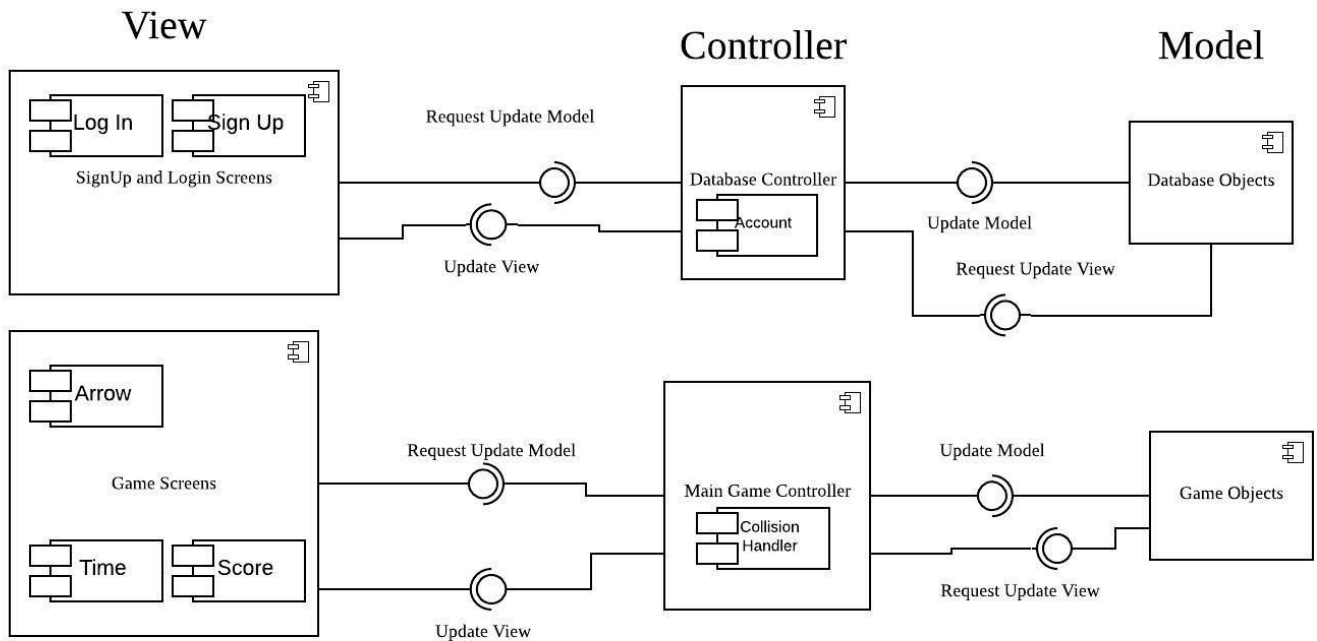 View
Controller
Model
Log In
Sign Up
SignUp and Login Screens
Request Update Model
Update View
Database Controller
Account
Update Model
Request Update View
Database Objects
Arrow
Game Screens
Time
Score
Request Update Model
Update View
Main Game Controller
Collision
Handler
Update Model
Request Update View
Game Objects